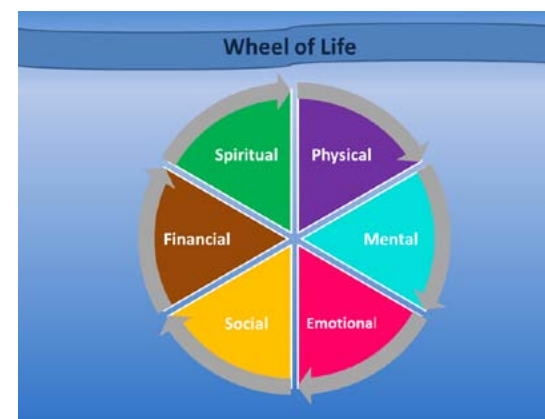 Wheel of Life
Spiritual
Physical
Financial
Mental
Social
Emotional